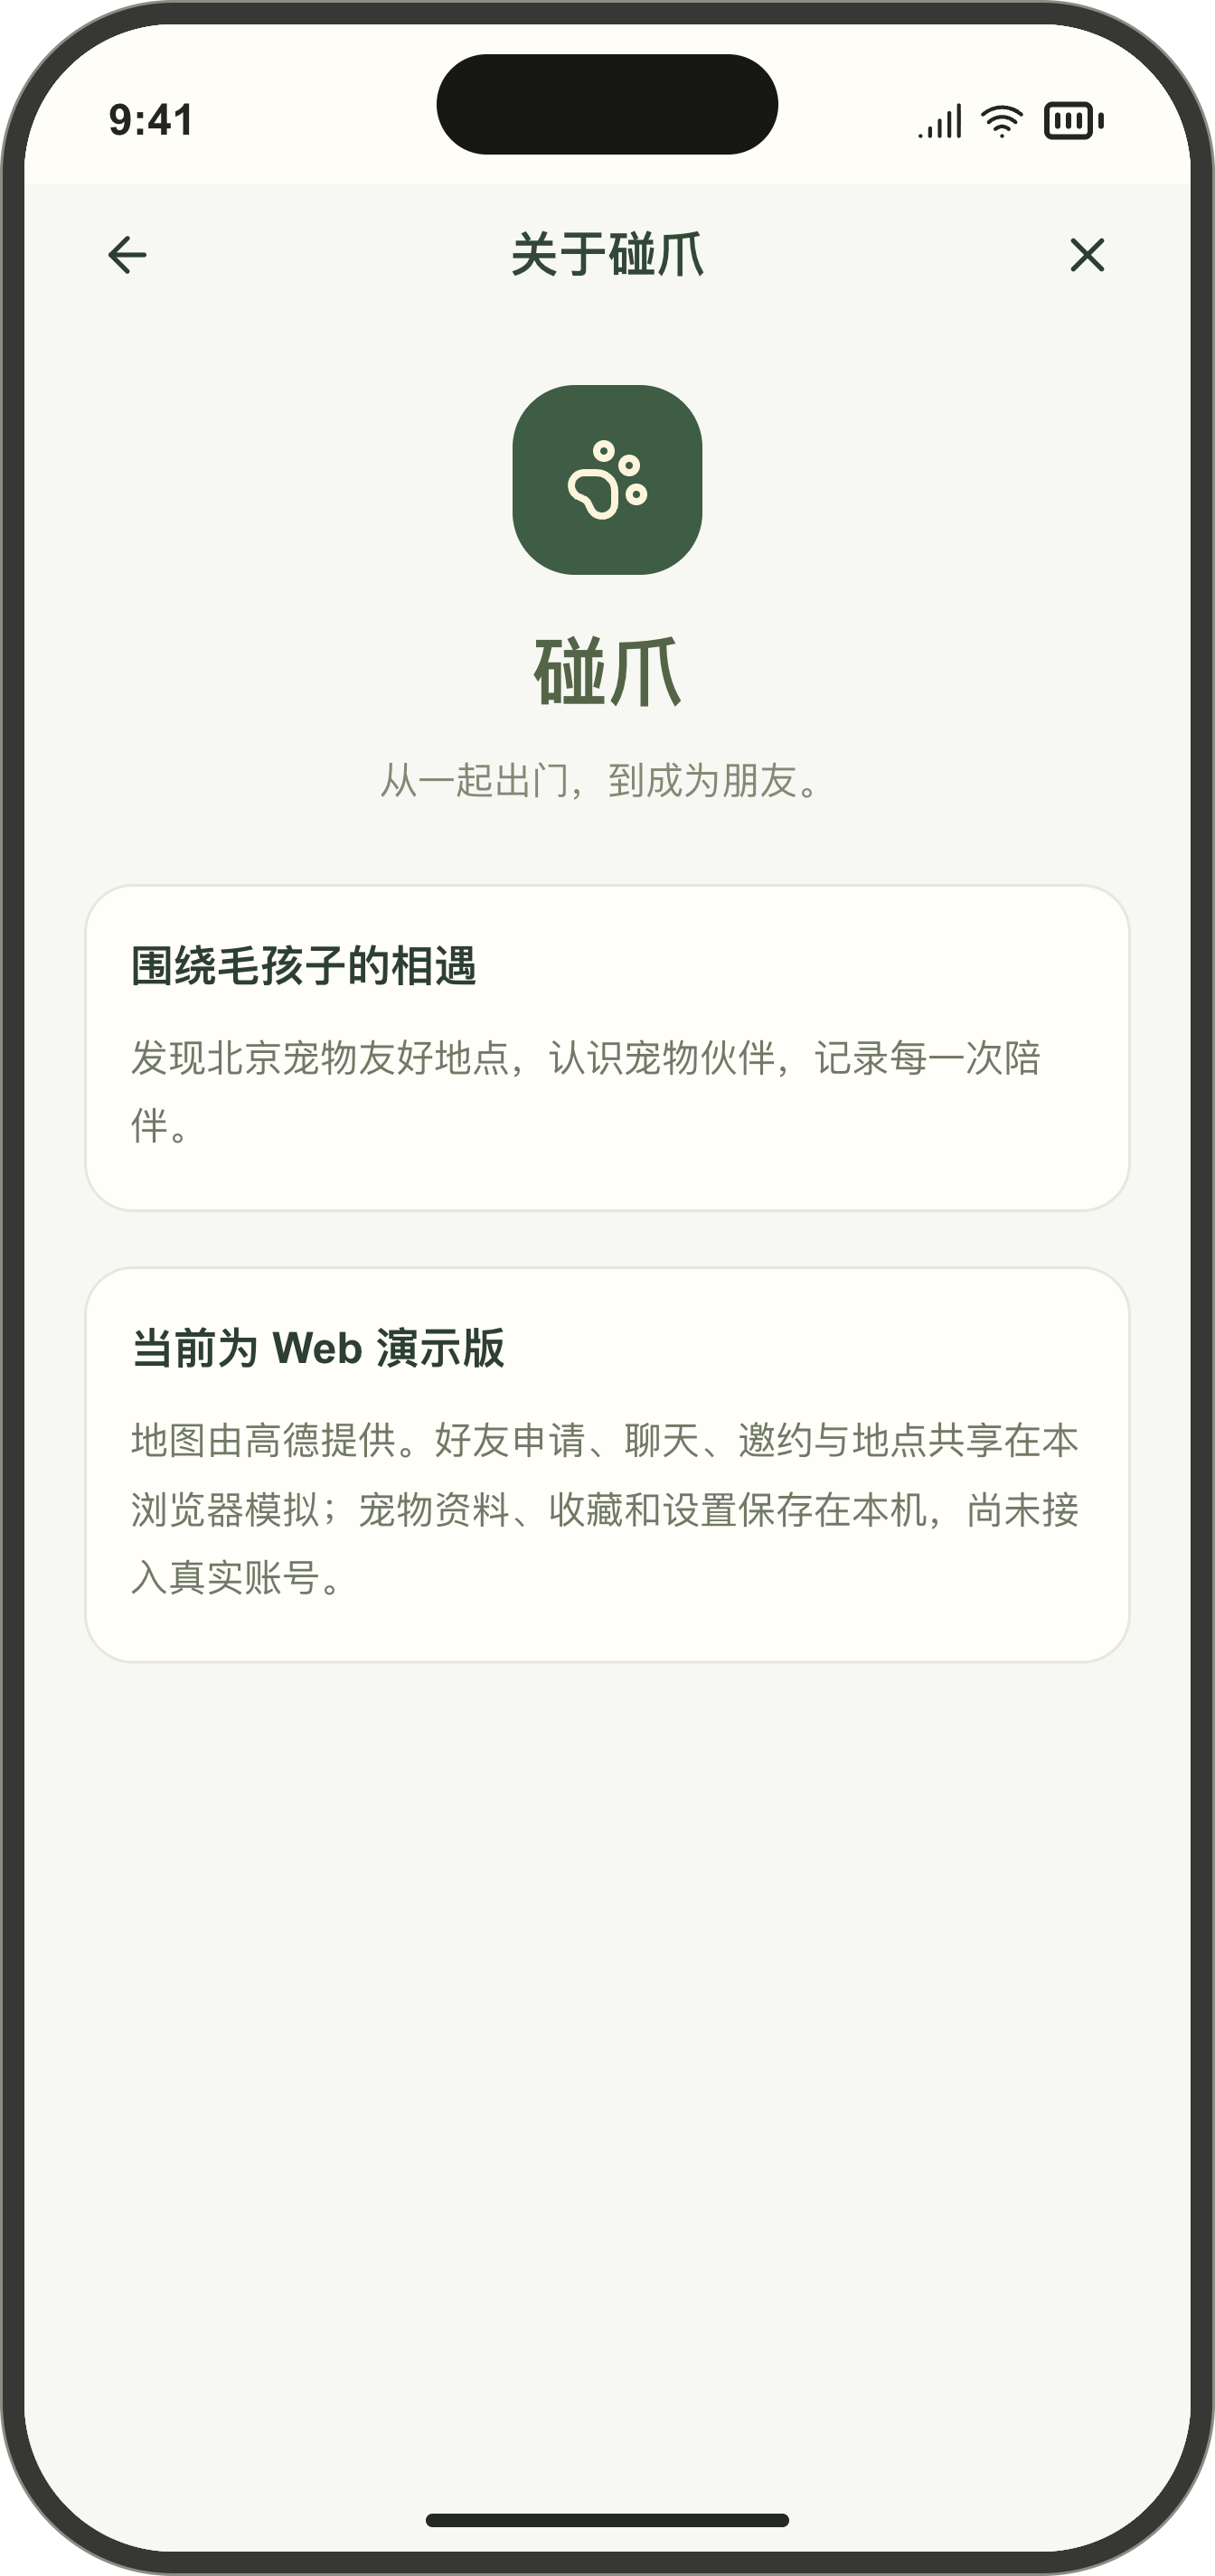 9:41
关于碰爪
碰爪
从一起出门，到成为朋友。
围绕毛孩子的相遇
发现北京宠物友好地点，认识宠物伙伴，记录每一次陪
伴。
当前为 Web 演示版
地图由高德提供。好友申请、聊天、邀约与地点共享在本
浏览器模拟；宠物资料、收藏和设置保存在本机，尚未接
入真实账号。